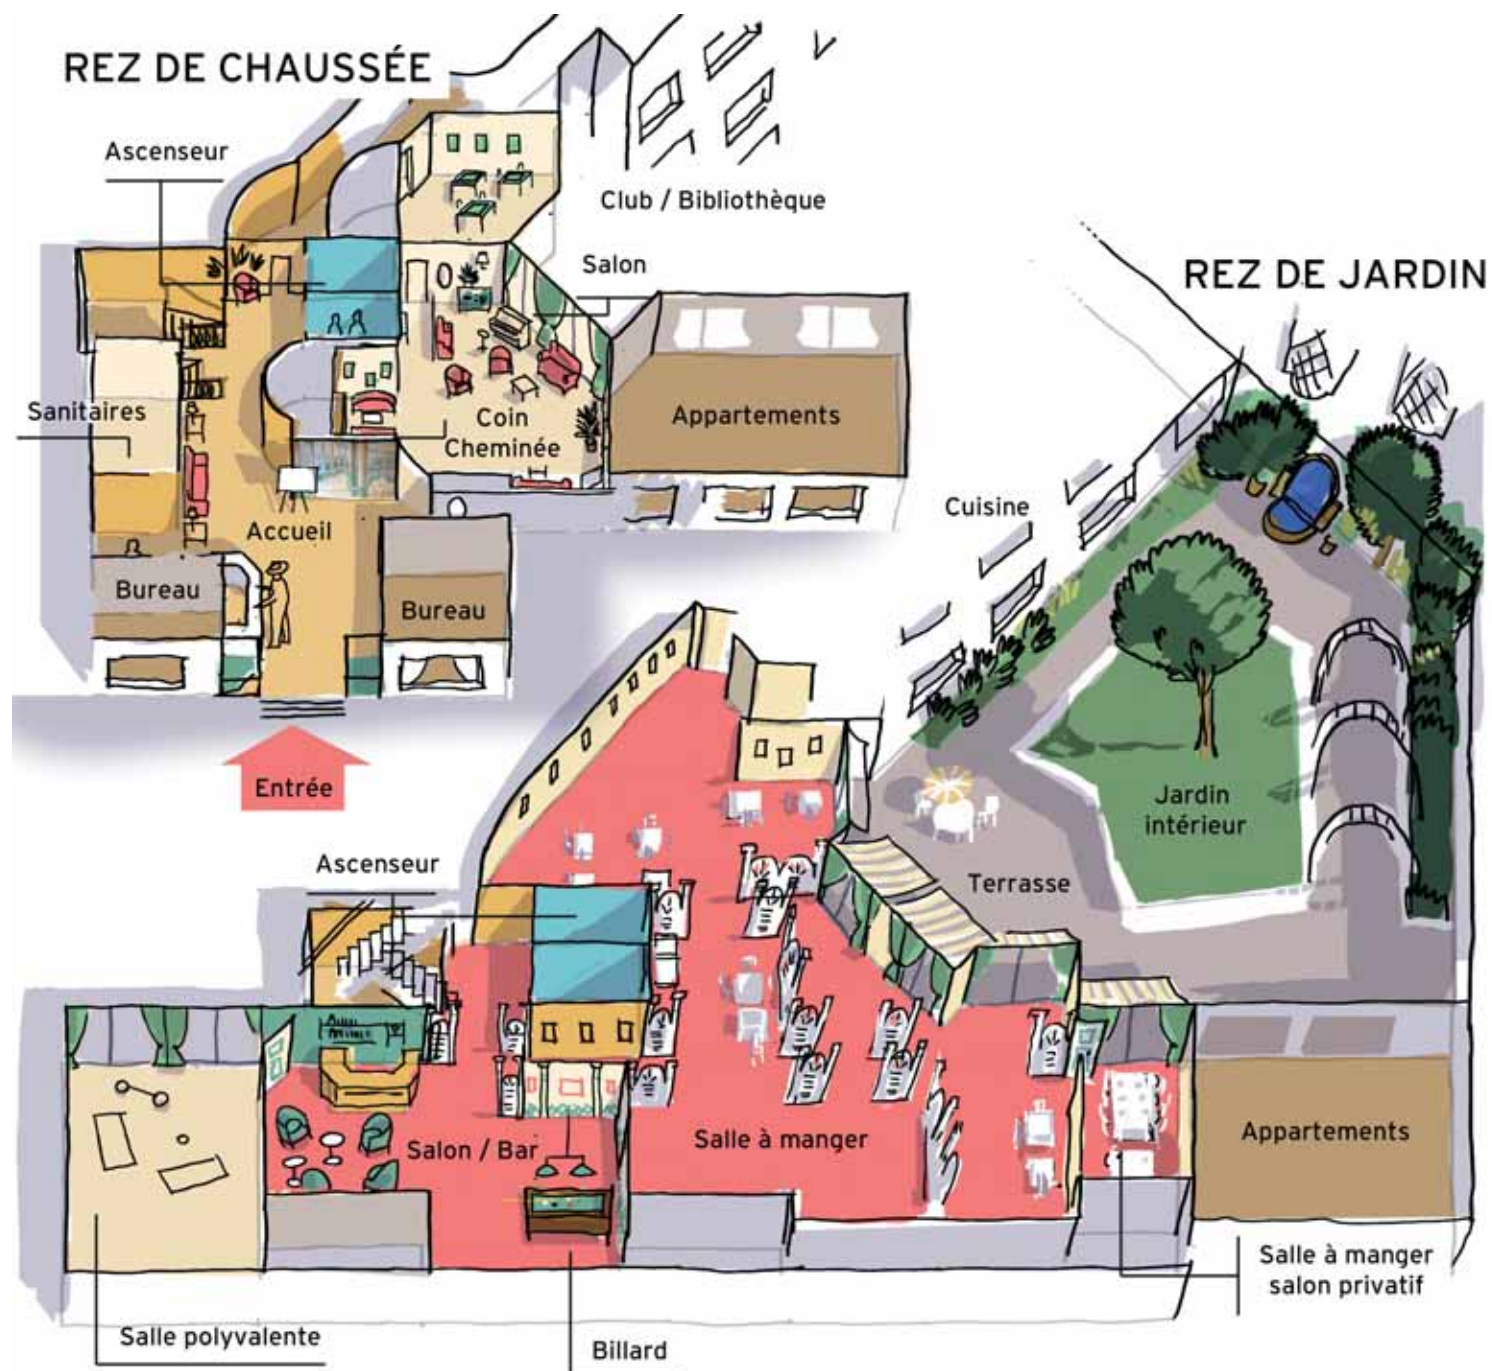 REZ DE CHAUSSÉE
Ascenseur
Club / Bibliothèque
Salon
REZ DE JARDIN
Sanitaires
Coin
Cheminée
Appartements
Accueil
Cuisine
Bureau
Bureau
Entrée
Jardin
intérieur
Ascenseur
Terrasse
Salon / Bar
Salle à manger
Appartements
Salle à manger
salon privatif
Salle polyvalente
Billard